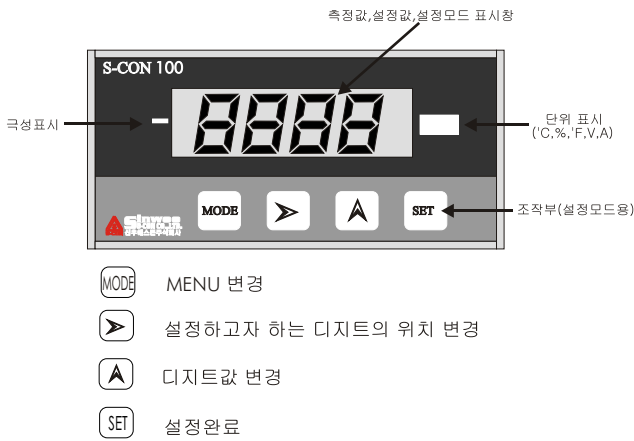 측정값,설정값,설정모드 표시창
S-CON 100
극성표시
8888
단위 표시
('C,%,'F,V,A)
MODE
SET
조작부(설정모드용)
MODE MENU 변경
설정하고자 하는 디지트의 위치 변경
디지트값 변경
SET 설정완료